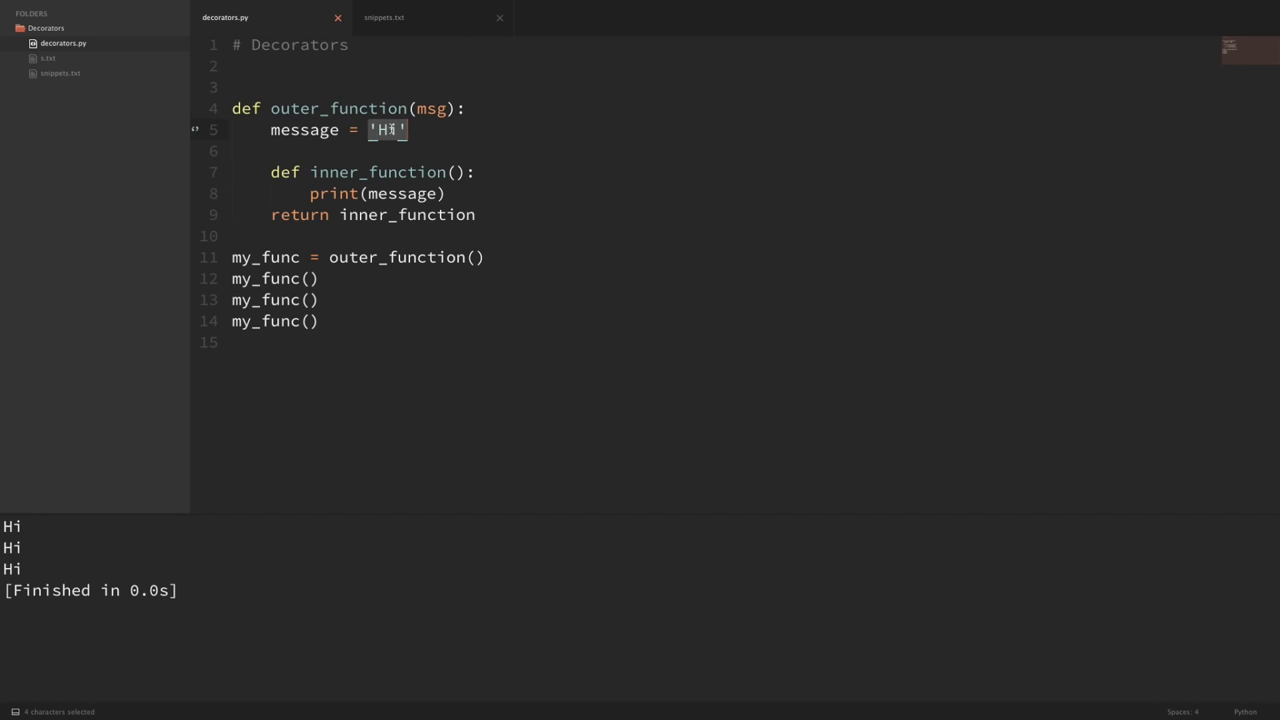 FOLDERS
Decorators
decorators.py
s.txt
snippets.txt
decorators.py
snippets.txt
1 # Decorators
2
3
4 def outer_function(msg):
5 message = 'Hi'
6
7 def inner_function():
8 print(message)
9 return inner_function
10
11 my_func = outer_function()
12 my_func()
13 my_func()
14 my_func()
15
Hi
Hi
Hi
[Finished in 0.0s]
4 characters selected
Spaces: 4
Python